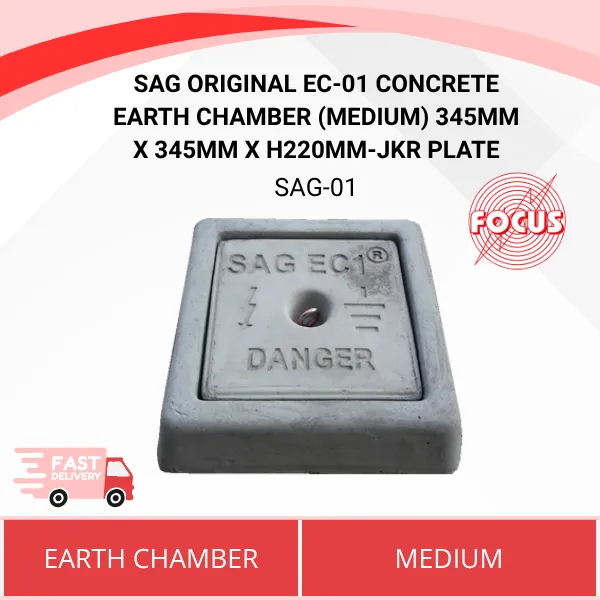 SAG ORIGINAL EC-01 CONCRETE
EARTH CHAMBER (MEDIUM) 345MM
X 345MM X H220MM-JKR PLATE
SAG-01
FOCUS
SAG EC1®
DANGER
FAST
DELIVERY
EARTH CHAMBER
MEDIUM